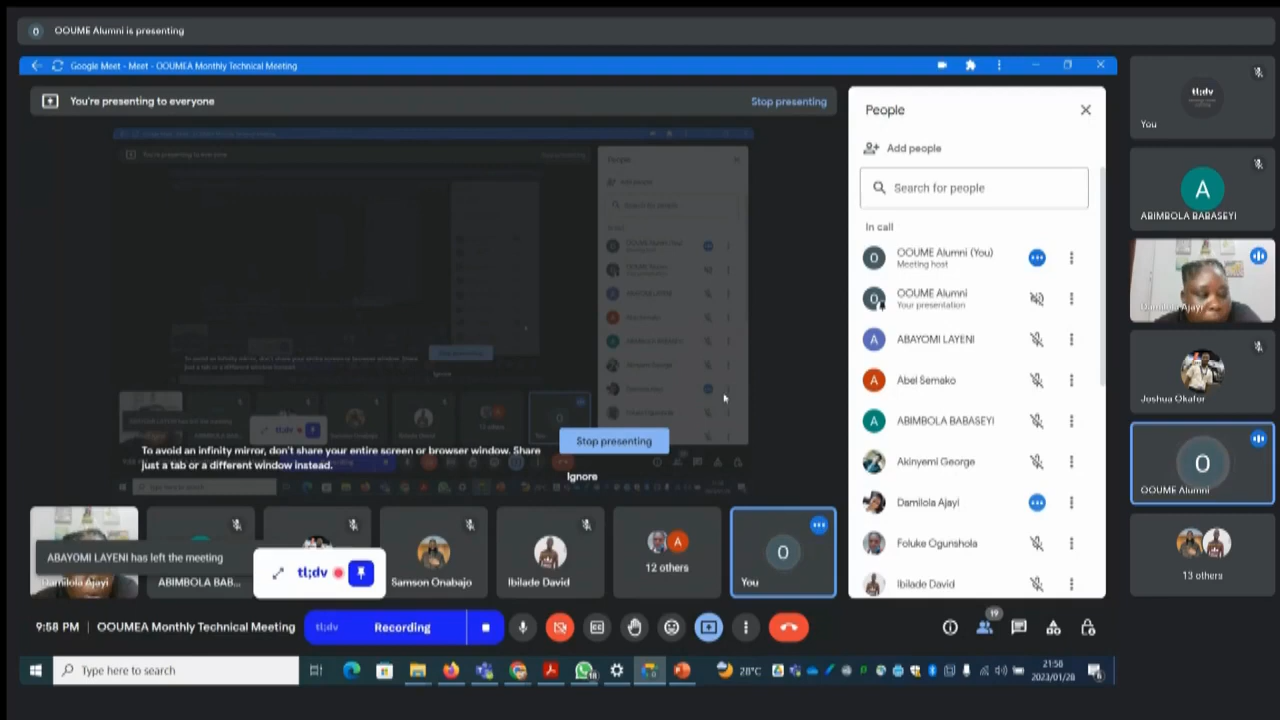 OOUME Alumni is presenting
Google Meet - Meet - OOUMEA Monthly Technical Meeting
You're presenting to everyone
Stop presenting
To avoid an infinity mirror, don't share your entire screen or browser window. Share
just a tab or a different window instead.
Stop presenting
Ignore
ABAYOMI LAYENI has left the meeting
Damilola Ajayi
ABIMBOLA BAB...
tl;dv
Samson Onabajo
Ibilade David
12 others
You
People
Add people
Search for people
In call
OOUME Alumni (You)
Meeting host
OOUME Alumni
Your presentation
ABAYOMI LAYENI
Abel Semako
ABIMBOLA BABASEYI
Akinyemi George
Damilola Ajayi
Foluke Ogunshola
Ibilade David
9:58 PM | OOUMEA Monthly Technical Meeting
tl;dv Recording
19
Type here to search
28°C
21:58
2023/01/28
tl;dv
You
A
ABIMBOLA BABASEYI
Damilola Ajayi
Joshua Okafor
O
OOUME Alumni
13 others